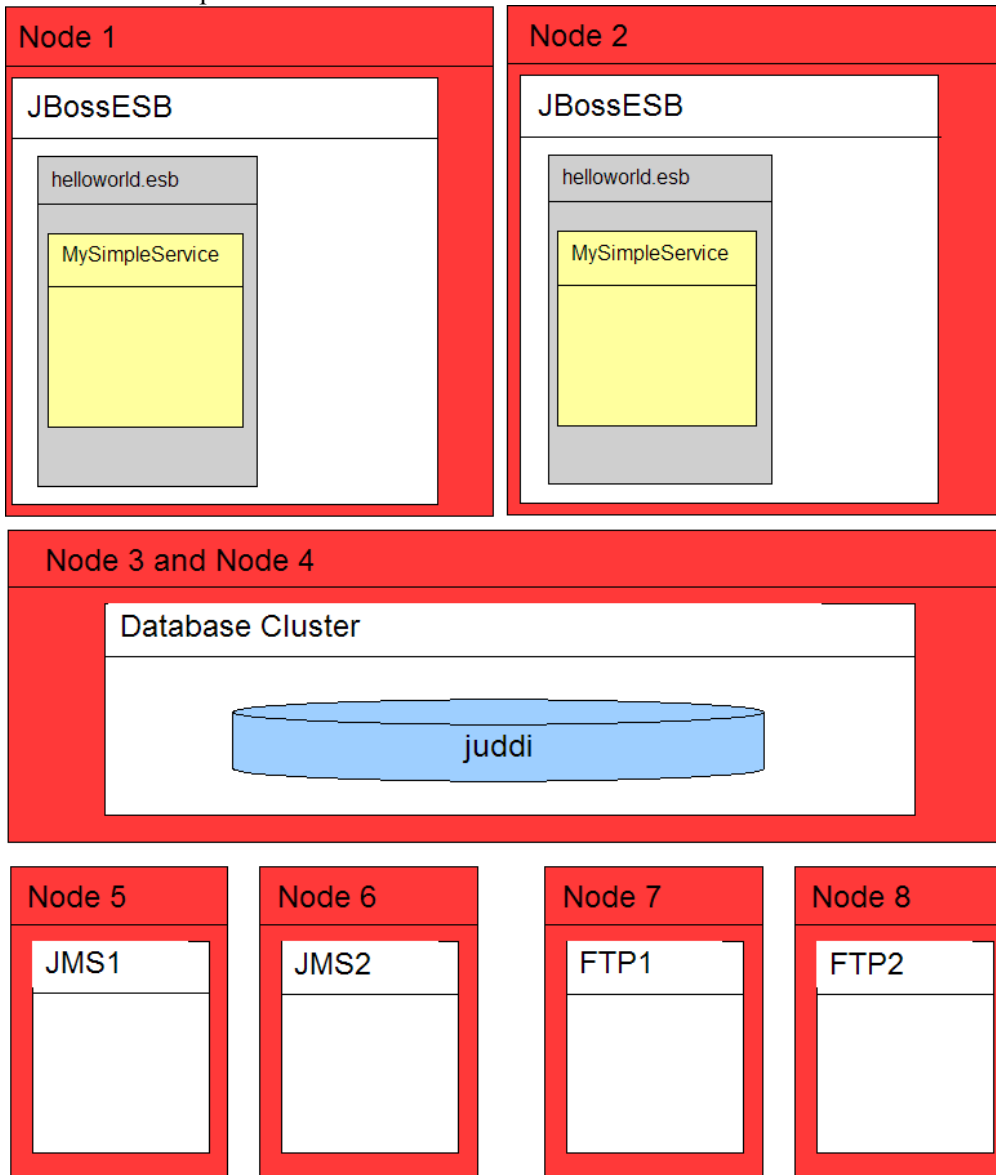 Node 1
Node 2
JBossESB
JBossESB
helloworld.esb
helloworld.esb
MySimpleService
MySimpleService
Node 3 and Node 4
Database Cluster
juddi
Node 5
Node 6
Node 7
Node 8
JMS1
JMS2
FTP1
FTP2